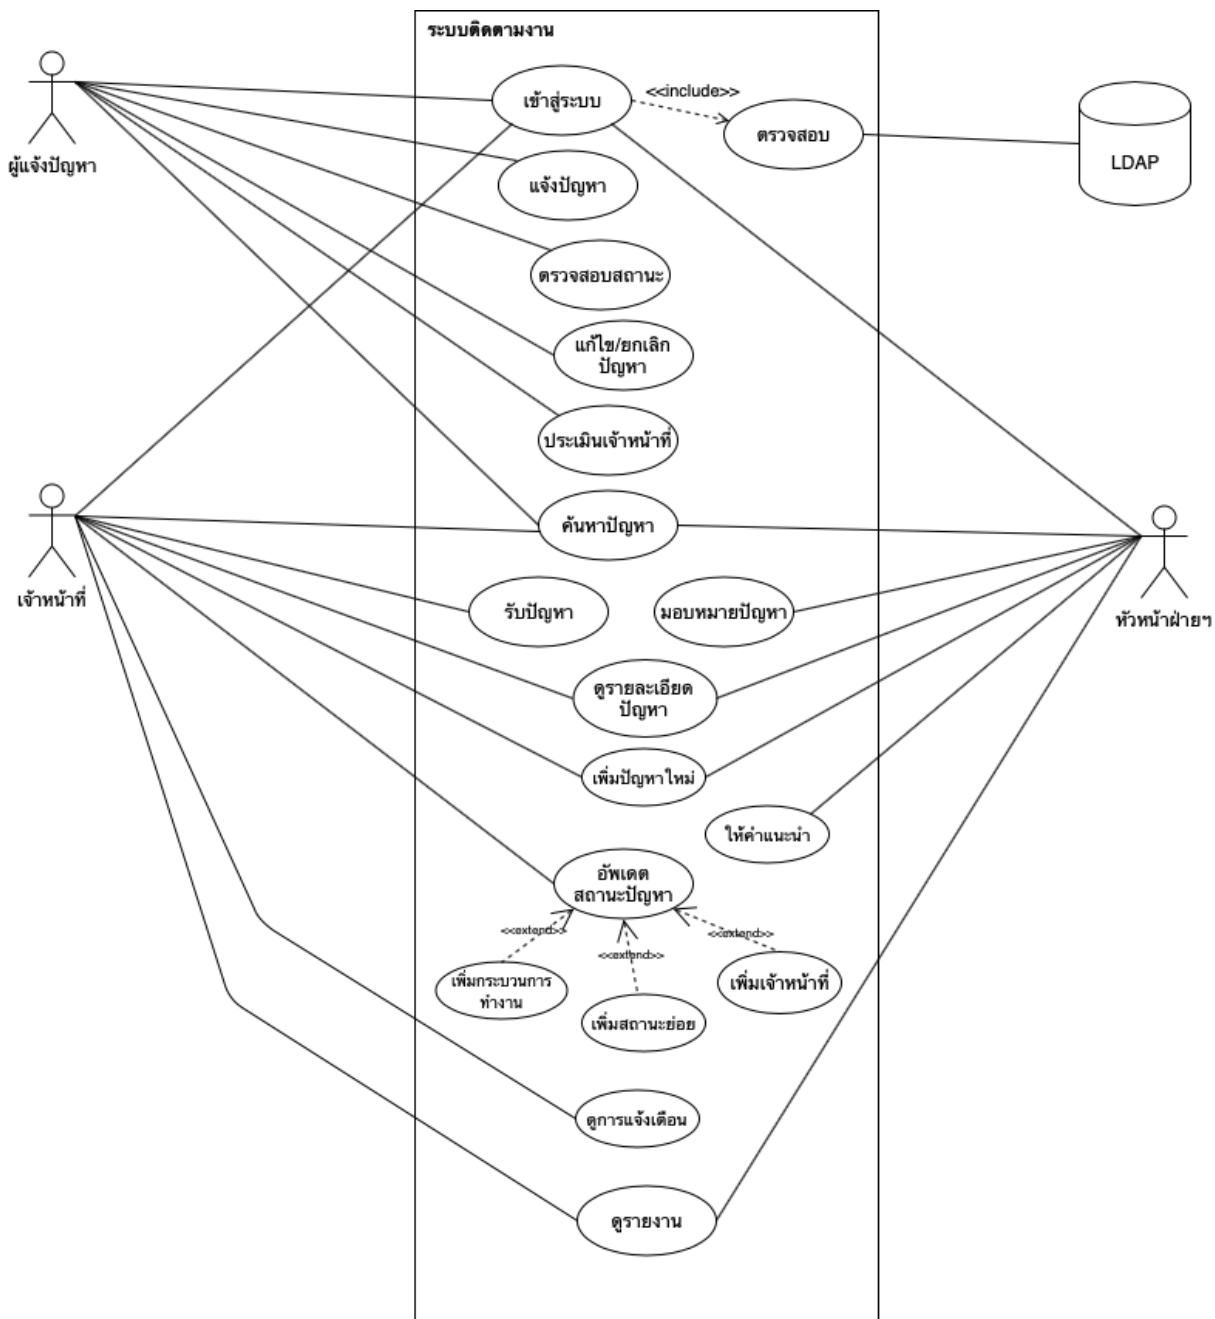 ระบบติดตามงาน
เข้าสู่ระบบ
<<include>>
ตรวจสอบ
LDAP
ผู้แจ้งปัญหา
แจ้งปัญหา
ตรวจสอบสถานะ
แก้ไข/ยกเลิก
ปัญหา
ประเมินเจ้าหน้าที่
ค้นหาปัญหา
เจ้าหน้าที่
รับปัญหา
มอบหมายปัญหา
หัวหน้าฝ่ายฯ
ดูรายละเอียด
ปัญหา
เพิ่มปัญหาใหม่
ให้คำแนะนำ
อัพเดต
สถานะปัญหา
<<extend>>
<<extend>>
<<extend>>
เพิ่มกระบวนการ
ทำงาน
เพิ่มสถานะย่อย
เพิ่มเจ้าหน้าที่
ดูการแจ้งเตือน
ดูรายงาน